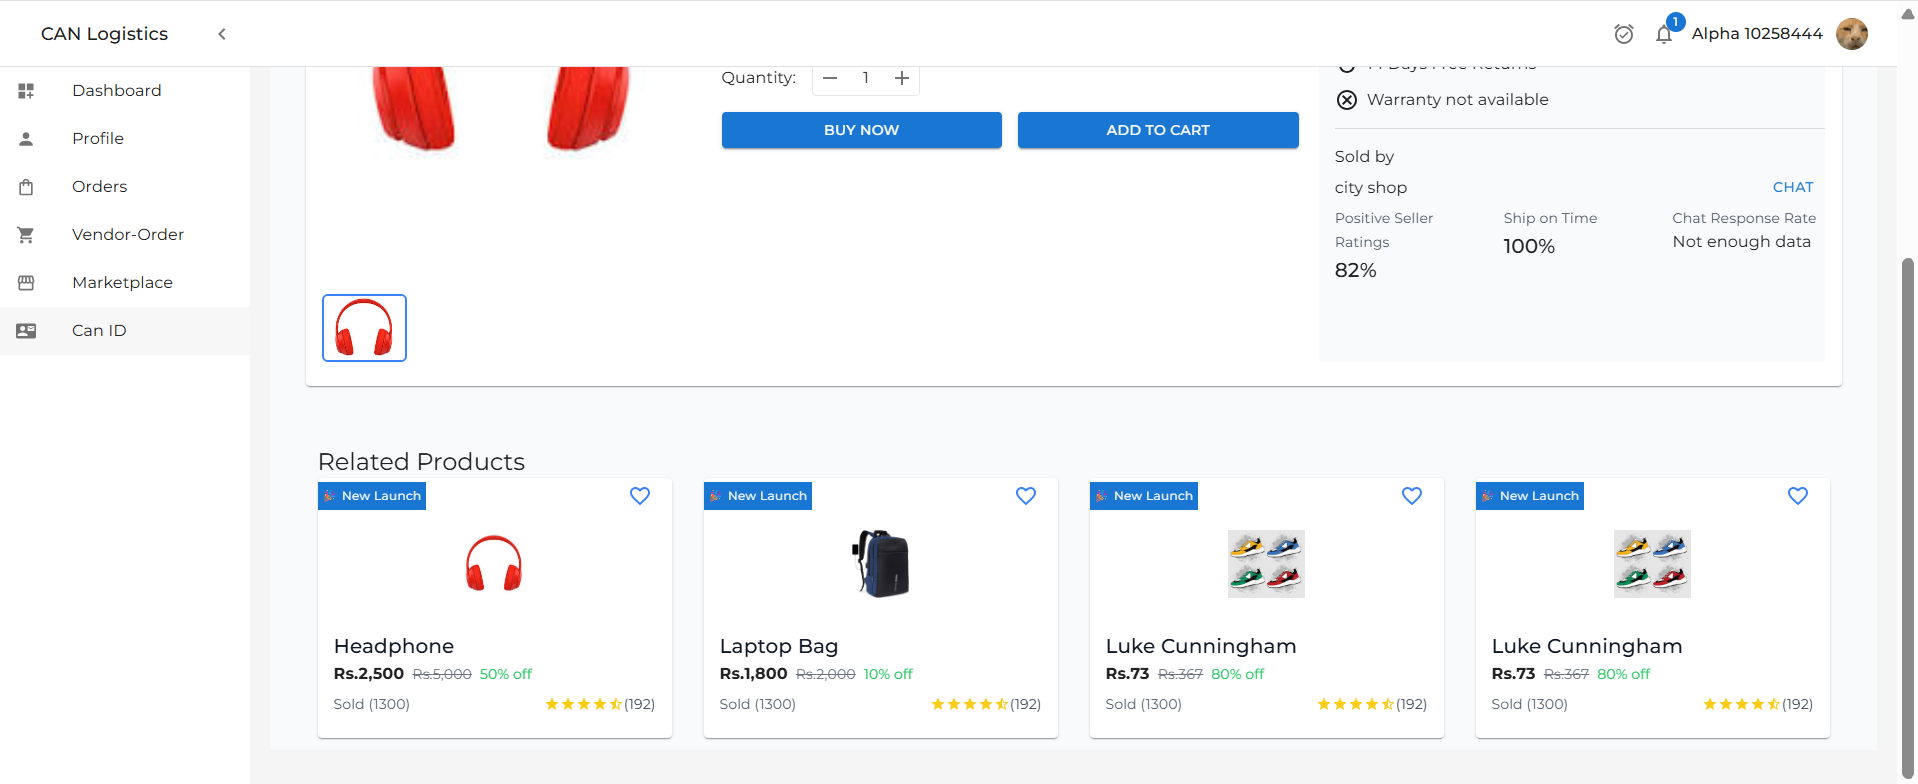 CAN Logistics
1
Alpha 10258444
Dashboard
Profile
Orders
Vendor-Order
Marketplace
Can ID
Quantity:
1
BUY NOW
ADD TO CART
14 Days Free Returns
Warranty not available
Sold by
city shop
CHAT
Positive Seller
Ratings
82%
Ship on Time
100%
Chat Response Rate
Not enough data
Related Products
New Launch
Headphone
Rs.2,500 Rs.5,000 50% off
Sold (1300) (192)
New Launch
Laptop Bag
Rs.1,800 Rs.2,000 10% off
Sold (1300) (192)
New Launch
Luke Cunningham
Rs.73 Rs.367 80% off
Sold (1300) (192)
New Launch
Luke Cunningham
Rs.73 Rs.367 80% off
Sold (1300) (192)